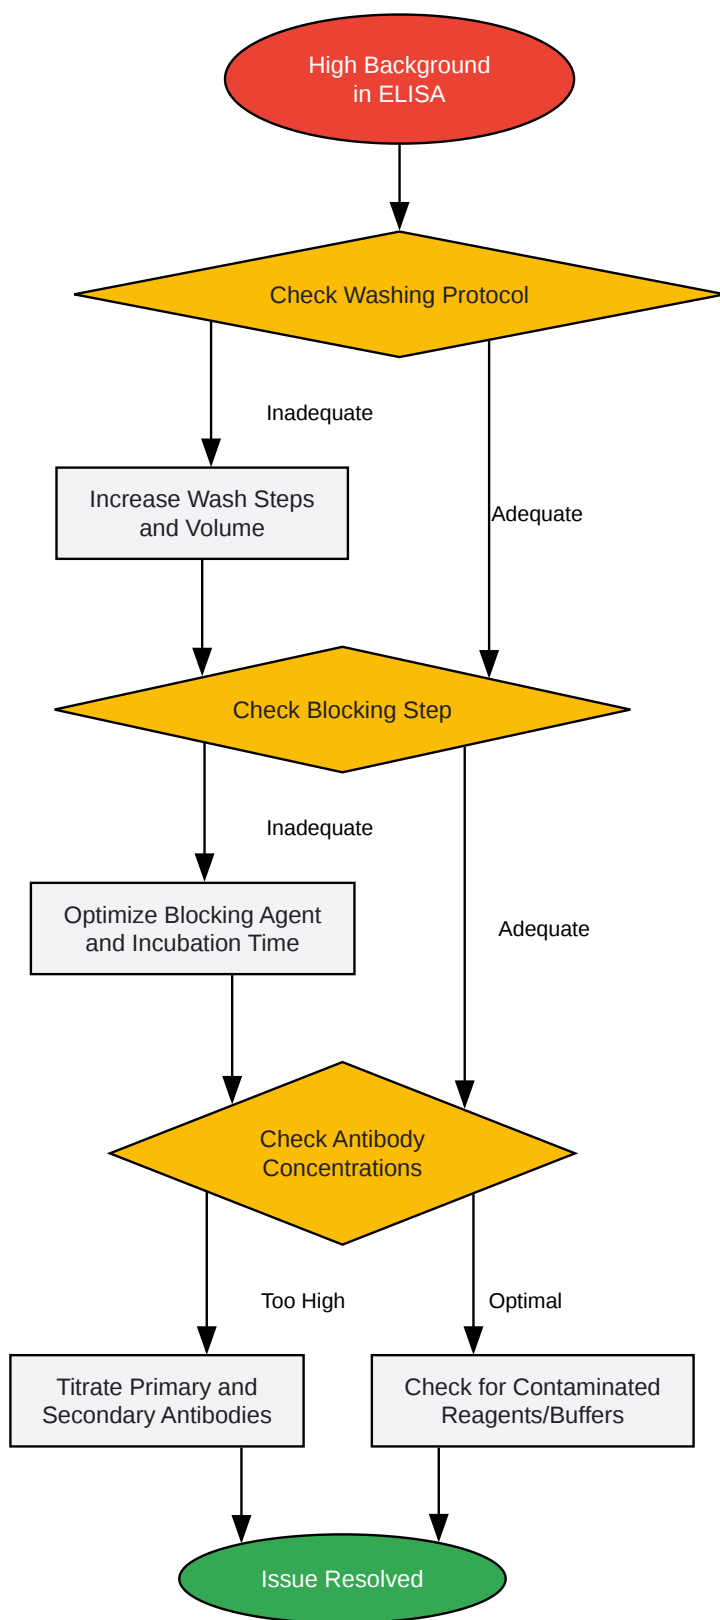 High Background
in ELISA
Check Washing Protocol
Inadequate
Increase Wash Steps
and Volume
Adequate
Check Blocking Step
Inadequate
Optimize Blocking Agent
and Incubation Time
Adequate
Check Antibody
Concentrations
Too High
Optimal
Titrate Primary and
Secondary Antibodies
Check for Contaminated
Reagents/Buffers
Issue Resolved